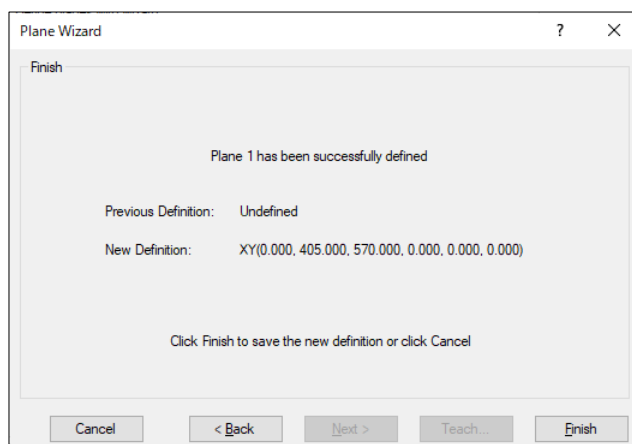 Plane Wizard
?
Finish
Plane 1 has been successfully defined
Previous Definition: Undefined
New Definition: XY(0.000, 405.000, 570.000, 0.000, 0.000, 0.000)
Click Finish to save the new definition or click Cancel
Cancel < Back Next > Teach... Finish